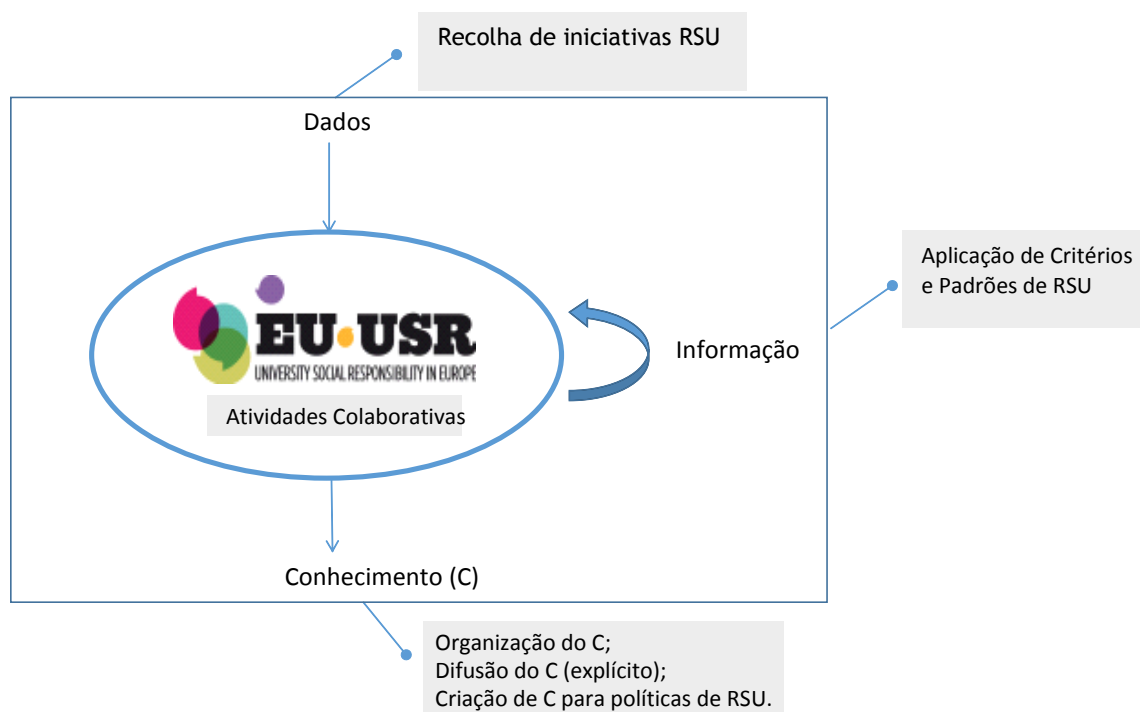 Recolha de iniciativas RSU
Dados
EU•USR
UNIVERSITY SOCIAL RESPONSIBILITY IN EUROPE
Atividades Colaborativas
Informação
Aplicação de Critérios
e Padrões de RSU
Conhecimento (C)
Organização do C;
Difusão do C (explícito);
Criação de C para políticas de RSU.